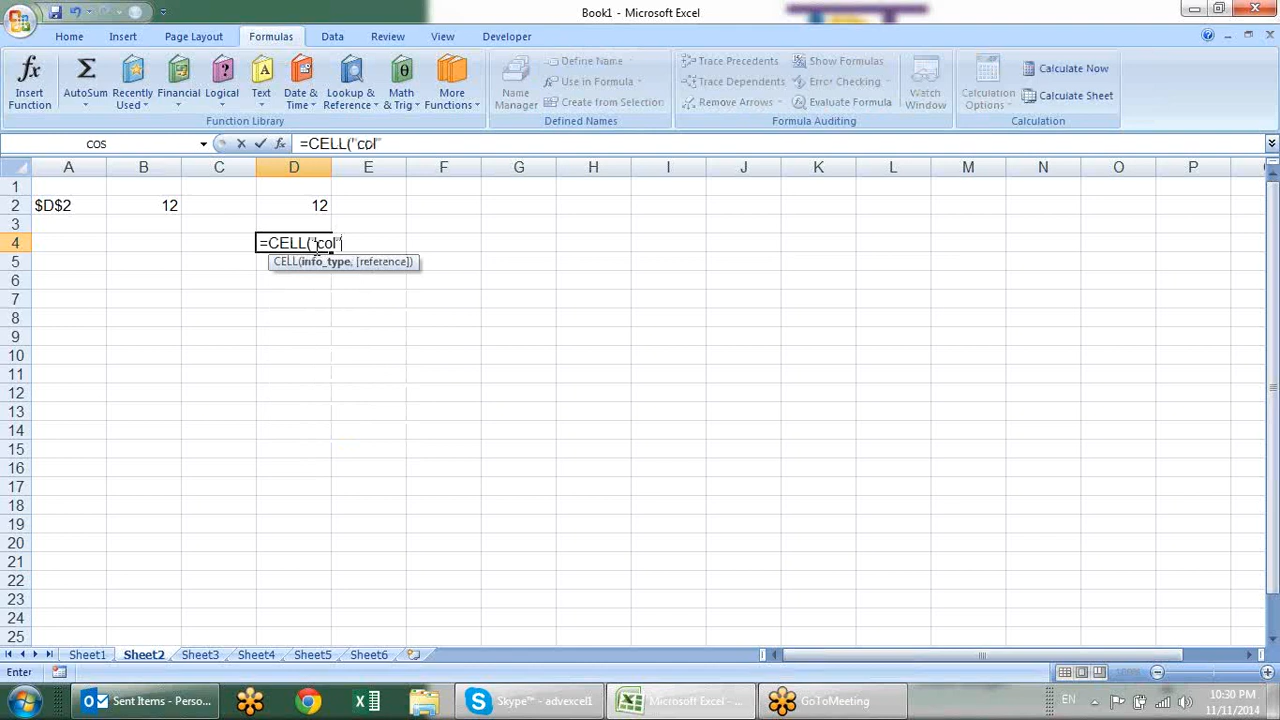 Book1 - Microsoft Excel
Home Insert Page Layout Formulas Data Review View Developer
Insert Function
AutoSum
Recently Used
Financial
Logical
Text
Date & Time
Lookup & Reference
Math & Trig
More Functions
Function Library
Name Manager
Define Name
Use in Formula
Create from Selection
Defined Names
Trace Precedents
Trace Dependents
Remove Arrows
Show Formulas
Error Checking
Evaluate Formula
Formula Auditing
Watch Window
Calculation Options
Calculate Now
Calculate Sheet
Calculation
COS =CELL("col"
A B C D E F G H I J K L M N O P
1
2 $D$2 12 12
3
4 =CELL("col"
5 CELL(info_type, [reference])
6
7
8
9
10
11
12
13
14
15
16
17
18
19
20
21
22
23
24
25
Sheet1 Sheet2 Sheet3 Sheet4 Sheet5 Sheet6
Enter
Sent Items - Perso... Skype™ - advexcel1 Microsoft Excel - ... GoToMeeting EN 10:30 PM
11/11/2014